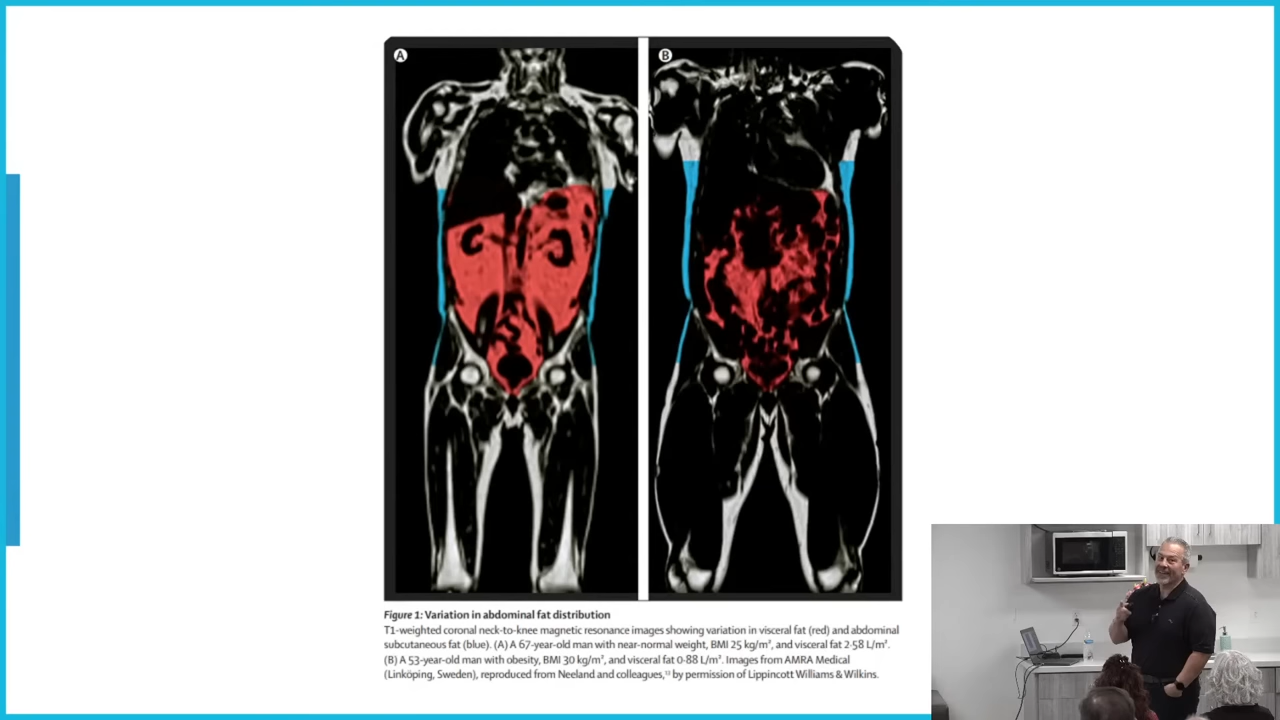 A
B
Figure 1: Variation in abdominal fat distribution
T1-weighted coronal neck-to-knee magnetic resonance images showing variation in visceral fat (red) and abdominal
subcutaneous fat (blue). (A) A 67-year-old man with near-normal weight, BMI 25 kg/m², and visceral fat 2·58 L/m².
(B) A 53-year-old man with obesity, BMI 30 kg/m², and visceral fat 0·88 L/m². Images from AMRA Medical
(Linköping, Sweden), reproduced from Neeland and colleagues,¹³ by permission of Lippincott Williams & Wilkins.